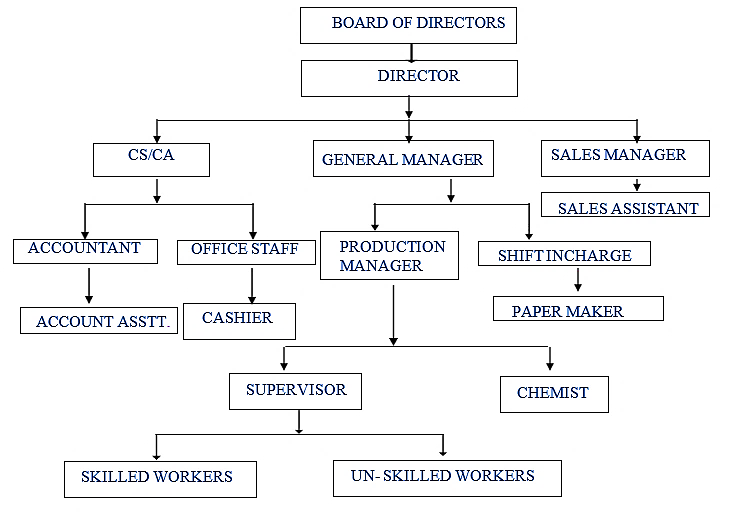 BOARD OF DIRECTORS
DIRECTOR
CS/CA
GENERAL MANAGER
SALES MANAGER
SALES ASSISTANT
ACCOUNTANT
OFFICE STAFF
PRODUCTION
MANAGER
SHIFT INCHARGE
ACCOUNT ASSTT.
CASHIER
PAPER MAKER
SUPERVISOR
CHEMIST
SKILLED WORKERS
UN- SKILLED WORKERS